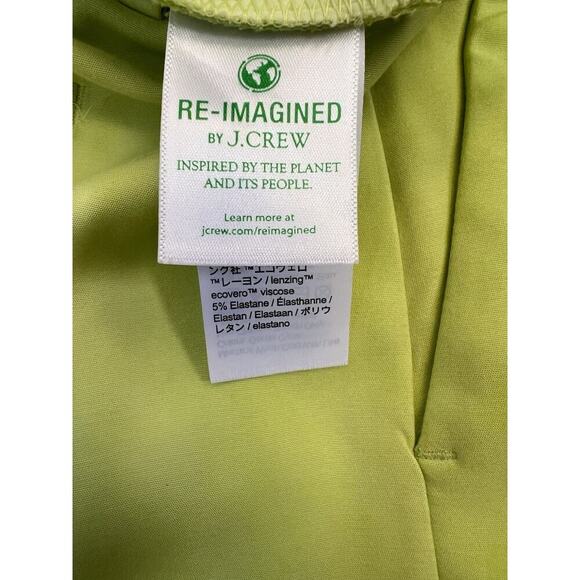 RE-IMAGINED
BY J.CREW
INSPIRED BY THE PLANET
AND ITS PEOPLE.
Learn more at
jcrew.com/reimagined
ング社 ™エコヴェロ
™レーヨン / lenzing™
ecovero™ viscose
5% Elastane / Élasthanne /
Elastan / Elastaan / ポリウ
レタン / elastano